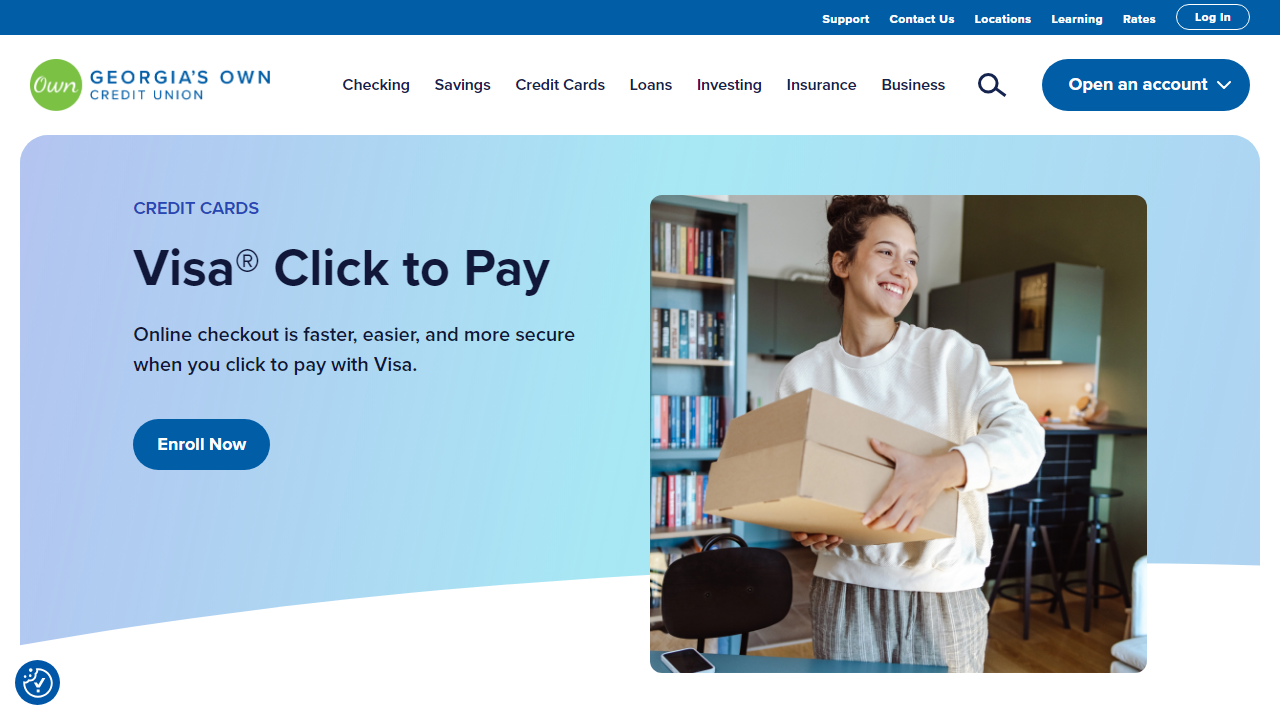 Support Contact Us Locations Learning Rates Log In
Own GEORGIA'S OWN
CREDIT UNION
Checking Savings Credit Cards Loans Investing Insurance Business Open an account
CREDIT CARDS
Visa® Click to Pay
Online checkout is faster, easier, and more secure
when you click to pay with Visa.
Enroll Now